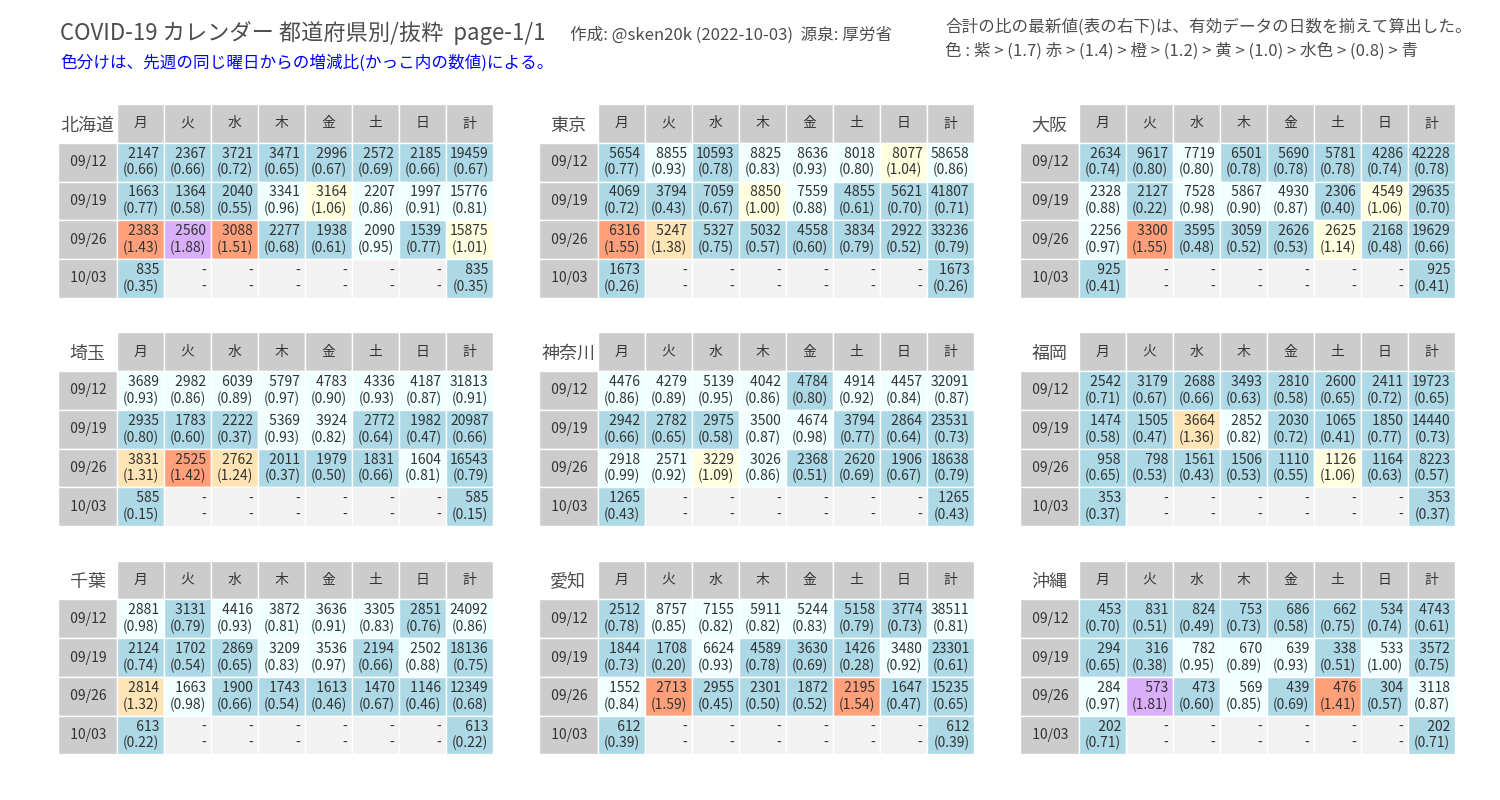 COVID-19 カレンダー 都道府県別/抜粋 page-1/1 作成: @sken20k (2022-10-03) 源泉: 厚労省
合計の比の最新値(表の右下)は、有効データの日数を揃えて算出した。
色分けは、先週の同じ曜日からの増減比(かっこ内の数値)による。
色 : 紫 > (1.7) 赤 > (1.4) > 橙 > (1.2) > 黄 > (1.0) > 水色 > (0.8) > 青
北海道 月 火 水 木 金 土 日 計
09/12 2147 2367 3721 3471 2996 2572 2185 19459
(0.66) (0.66) (0.72) (0.65) (0.67) (0.69) (0.66) (0.67)
09/19 1663 1364 2040 3341 3164 2207 1997 15776
(0.77) (0.58) (0.55) (0.96) (1.06) (0.86) (0.91) (0.81)
09/26 2383 2560 3088 2277 1938 2090 1539 15875
(1.43) (1.88) (1.51) (0.68) (0.61) (0.95) (0.77) (1.01)
10/03 835 - - - - - - 835
(0.35) - - - - - - (0.35)
東京 月 火 水 木 金 土 日 計
09/12 5654 8855 10593 8825 8636 8018 8077 58658
(0.77) (0.93) (0.78) (0.83) (0.93) (0.80) (1.04) (0.86)
09/19 4069 3794 7059 8850 7559 4855 5621 41807
(0.72) (0.43) (0.67) (1.00) (0.88) (0.61) (0.70) (0.71)
09/26 6316 5247 5327 5032 4558 3834 2922 33236
(1.55) (1.38) (0.75) (0.57) (0.60) (0.79) (0.52) (0.79)
10/03 1673 - - - - - - 1673
(0.26) - - - - - - (0.26)
大阪 月 火 水 木 金 土 日 計
09/12 2634 9617 7719 6501 5690 5781 4286 42228
(0.74) (0.80) (0.80) (0.78) (0.78) (0.78) (0.74) (0.78)
09/19 2328 2127 7528 5867 4930 2306 4549 29635
(0.88) (0.22) (0.98) (0.90) (0.87) (0.40) (1.06) (0.70)
09/26 2256 3300 3595 3059 2626 2625 2168 19629
(0.97) (1.55) (0.48) (0.52) (0.53) (1.14) (0.48) (0.66)
10/03 925 - - - - - - 925
(0.41) - - - - - - (0.41)
埼玉 月 火 水 木 金 土 日 計
09/12 3689 2982 6039 5797 4783 4336 4187 31813
(0.93) (0.86) (0.89) (0.97) (0.90) (0.93) (0.87) (0.91)
09/19 2935 1783 2222 5369 3924 2772 1982 20987
(0.80) (0.60) (0.37) (0.93) (0.82) (0.64) (0.47) (0.66)
09/26 3831 2525 2762 2011 1979 1831 1604 16543
(1.31) (1.42) (1.24) (0.37) (0.50) (0.66) (0.81) (0.79)
10/03 585 - - - - - - 585
(0.15) - - - - - - (0.15)
神奈川 月 火 水 木 金 土 日 計
09/12 4476 4279 5139 4042 4784 4914 4457 32091
(0.86) (0.89) (0.95) (0.86) (0.80) (0.92) (0.84) (0.87)
09/19 2942 2782 2975 3500 4674 3794 2864 23531
(0.66) (0.65) (0.58) (0.87) (0.98) (0.77) (0.64) (0.73)
09/26 2918 2571 3229 3026 2368 2620 1906 18638
(0.99) (0.92) (1.09) (0.86) (0.51) (0.69) (0.67) (0.79)
10/03 1265 - - - - - - 1265
(0.43) - - - - - - (0.43)
福岡 月 火 水 木 金 土 日 計
09/12 2542 3179 2688 3493 2810 2600 2411 19723
(0.71) (0.67) (0.66) (0.63) (0.58) (0.65) (0.72) (0.65)
09/19 1474 1505 3664 2852 2030 1065 1850 14440
(0.58) (0.47) (1.36) (0.82) (0.72) (0.41) (0.77) (0.73)
09/26 958 798 1561 1506 1110 1126 1164 8223
(0.65) (0.53) (0.43) (0.53) (0.55) (1.06) (0.63) (0.57)
10/03 353 - - - - - - 353
(0.37) - - - - - - (0.37)
千葉 月 火 水 木 金 土 日 計
09/12 2881 3131 4416 3872 3636 3305 2851 24092
(0.98) (0.79) (0.93) (0.81) (0.91) (0.83) (0.76) (0.86)
09/19 2124 1702 2869 3209 3536 2194 2502 18136
(0.74) (0.54) (0.65) (0.83) (0.97) (0.66) (0.88) (0.75)
09/26 2814 1663 1900 1743 1613 1470 1146 12349
(1.32) (0.98) (0.66) (0.54) (0.46) (0.67) (0.46) (0.68)
10/03 613 - - - - - - 613
(0.22) - - - - - - (0.22)
愛知 月 火 水 木 金 土 日 計
09/12 2512 8757 7155 5911 5244 5158 3774 38511
(0.78) (0.85) (0.82) (0.82) (0.83) (0.79) (0.73) (0.81)
09/19 1844 1708 6624 4589 3630 1426 3480 23301
(0.73) (0.20) (0.93) (0.78) (0.69) (0.28) (0.92) (0.61)
09/26 1552 2713 2955 2301 1872 2195 1647 15235
(0.84) (1.59) (0.45) (0.50) (0.52) (1.54) (0.47) (0.65)
10/03 612 - - - - - - 612
(0.39) - - - - - - (0.39)
沖縄 月 火 水 木 金 土 日 計
09/12 453 831 824 753 686 662 534 4743
(0.70) (0.51) (0.49) (0.73) (0.58) (0.75) (0.74) (0.61)
09/19 294 316 782 670 639 338 533 3572
(0.65) (0.38) (0.95) (0.89) (0.93) (0.51) (1.00) (0.75)
09/26 284 573 473 569 439 476 304 3118
(0.97) (1.81) (0.60) (0.85) (0.69) (1.41) (0.57) (0.87)
10/03 202 - - - - - - 202
(0.71) - - - - - - (0.71)